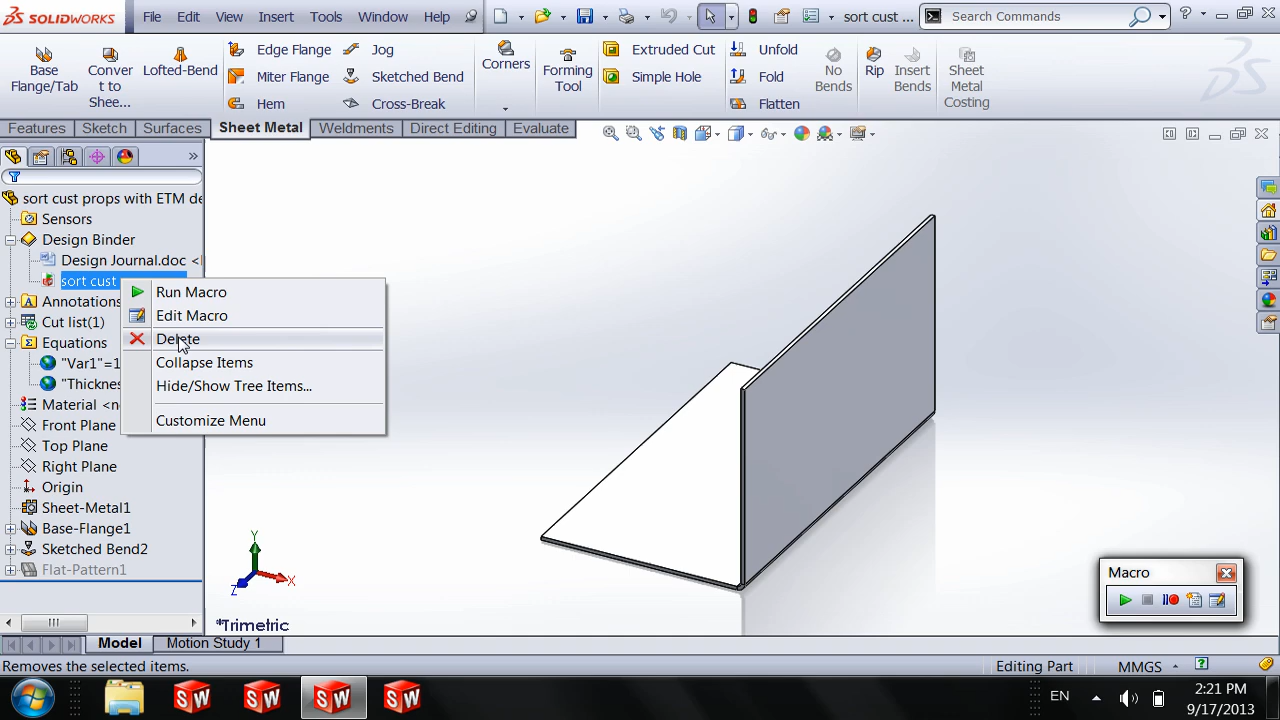 SOLIDWORKS File Edit View Insert Tools Window Help sort cust ... Search Commands
Base Flange/Tab
Convert to Shee...
Lofted-Bend
Edge Flange
Miter Flange
Hem
Jog
Sketched Bend
Cross-Break
Corners
Forming Tool
Extruded Cut
Simple Hole
Unfold
Fold
Flatten
No Bends
Rip
Insert Bends
Sheet Metal Costing
Features Sketch Surfaces Sheet Metal Weldments Direct Editing Evaluate
sort cust props with ETM de
Sensors
Design Binder
Design Journal.doc <
sort cust
Annotations
Cut list(1)
Equations
"Var1"=1
"Thicknes
Material <n
Front Plane
Top Plane
Right Plane
Origin
Sheet-Metal1
Base-Flange1
Sketched Bend2
Flat-Pattern1
Run Macro
Edit Macro
Delete
Collapse Items
Hide/Show Tree Items...
Customize Menu
Y
X
Z
*Trimetric
Macro
Model Motion Study 1
Removes the selected items. Editing Part MMGS
EN 2:21 PM
9/17/2013